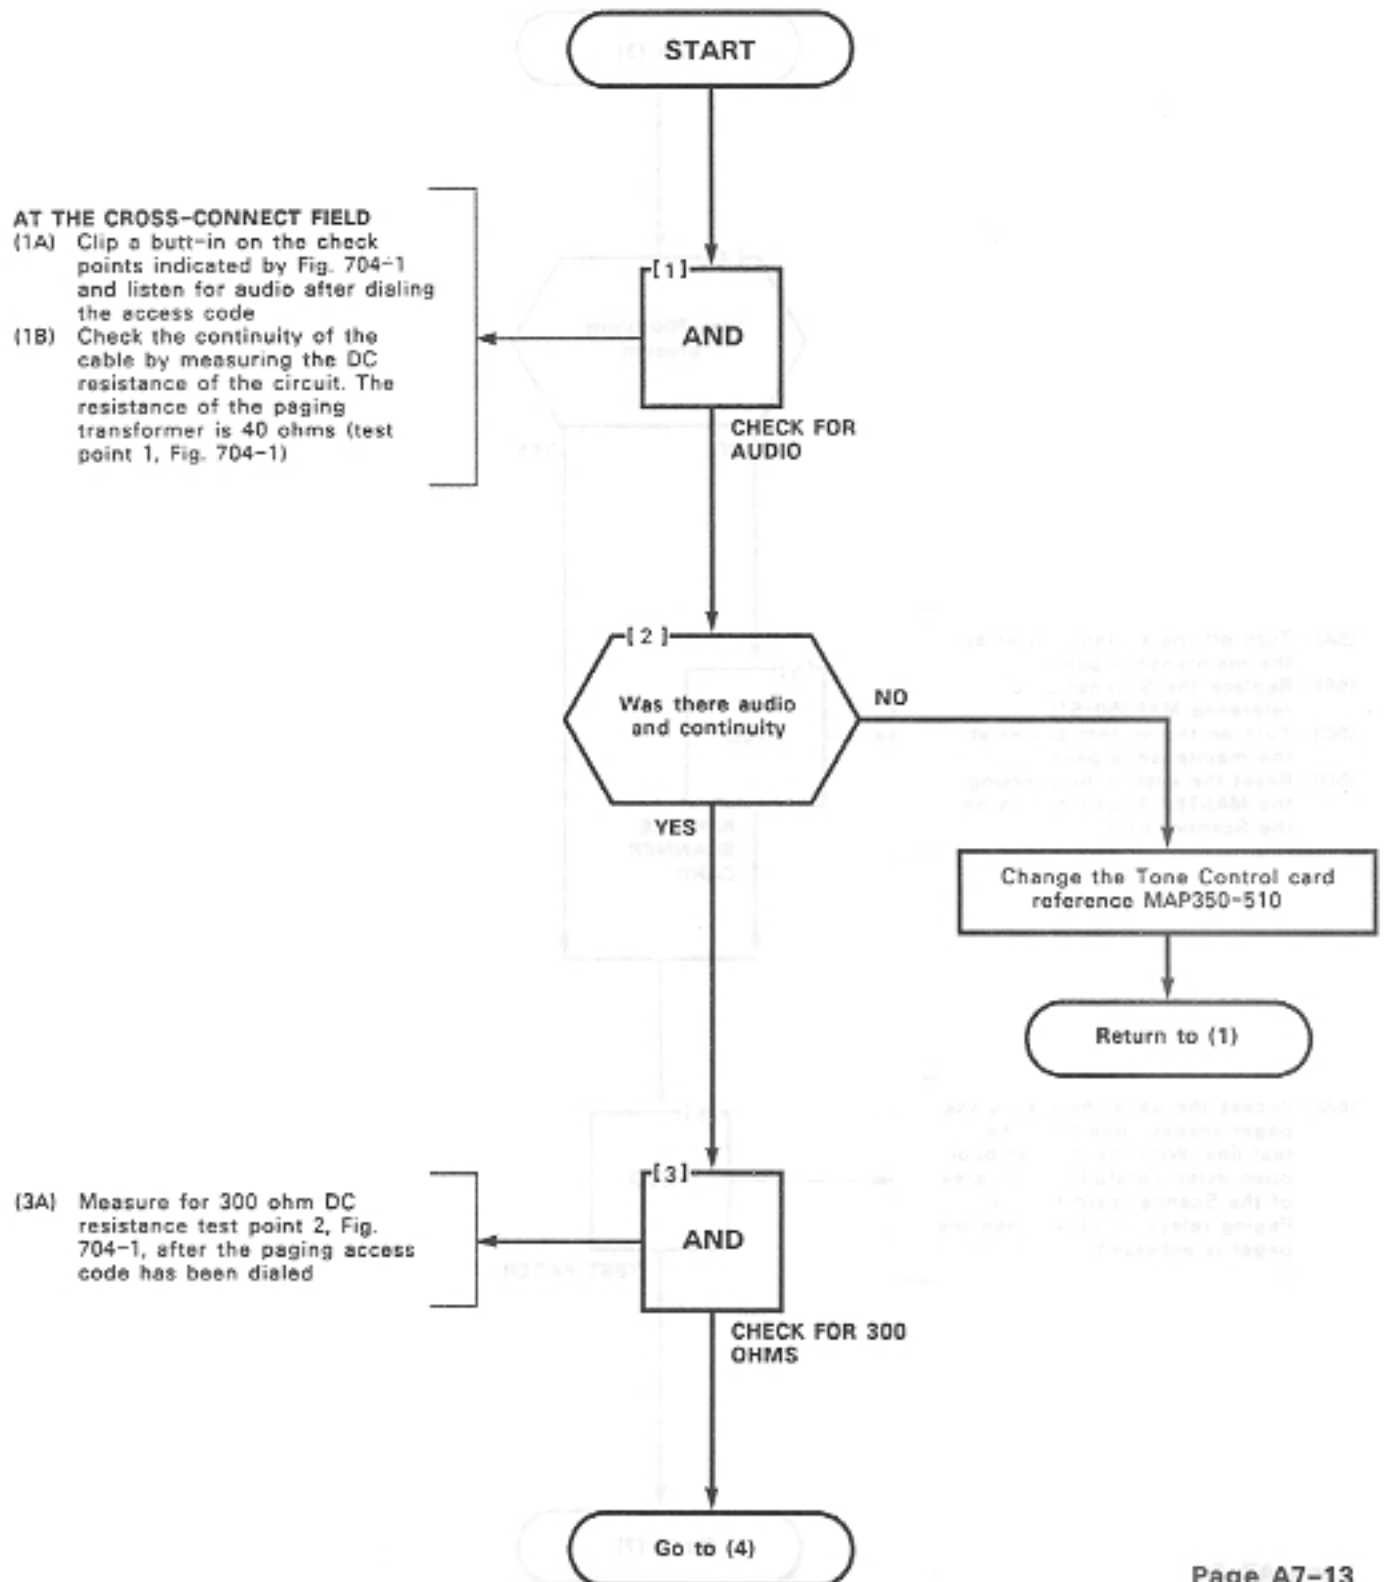 START
AT THE CROSS-CONNECT FIELD
(1A) Clip a butt-in on the check
points indicated by Fig. 704-1
and listen for audio after dialing
the access code
(1B) Check the continuity of the
cable by measuring the DC
resistance of the circuit. The
resistance of the paging
transformer is 40 ohms (test
point 1, Fig. 704-1)
[1]
AND
CHECK FOR
AUDIO
[2]
Was there audio
and continuity
NO
YES
Change the Tone Control card
reference MAP350-510
Return to (1)
(3A) Measure for 300 ohm DC
resistance test point 2, Fig.
704-1, after the paging access
code has been dialed
[3]
AND
CHECK FOR 300
OHMS
Go to (4)
Page A7-13